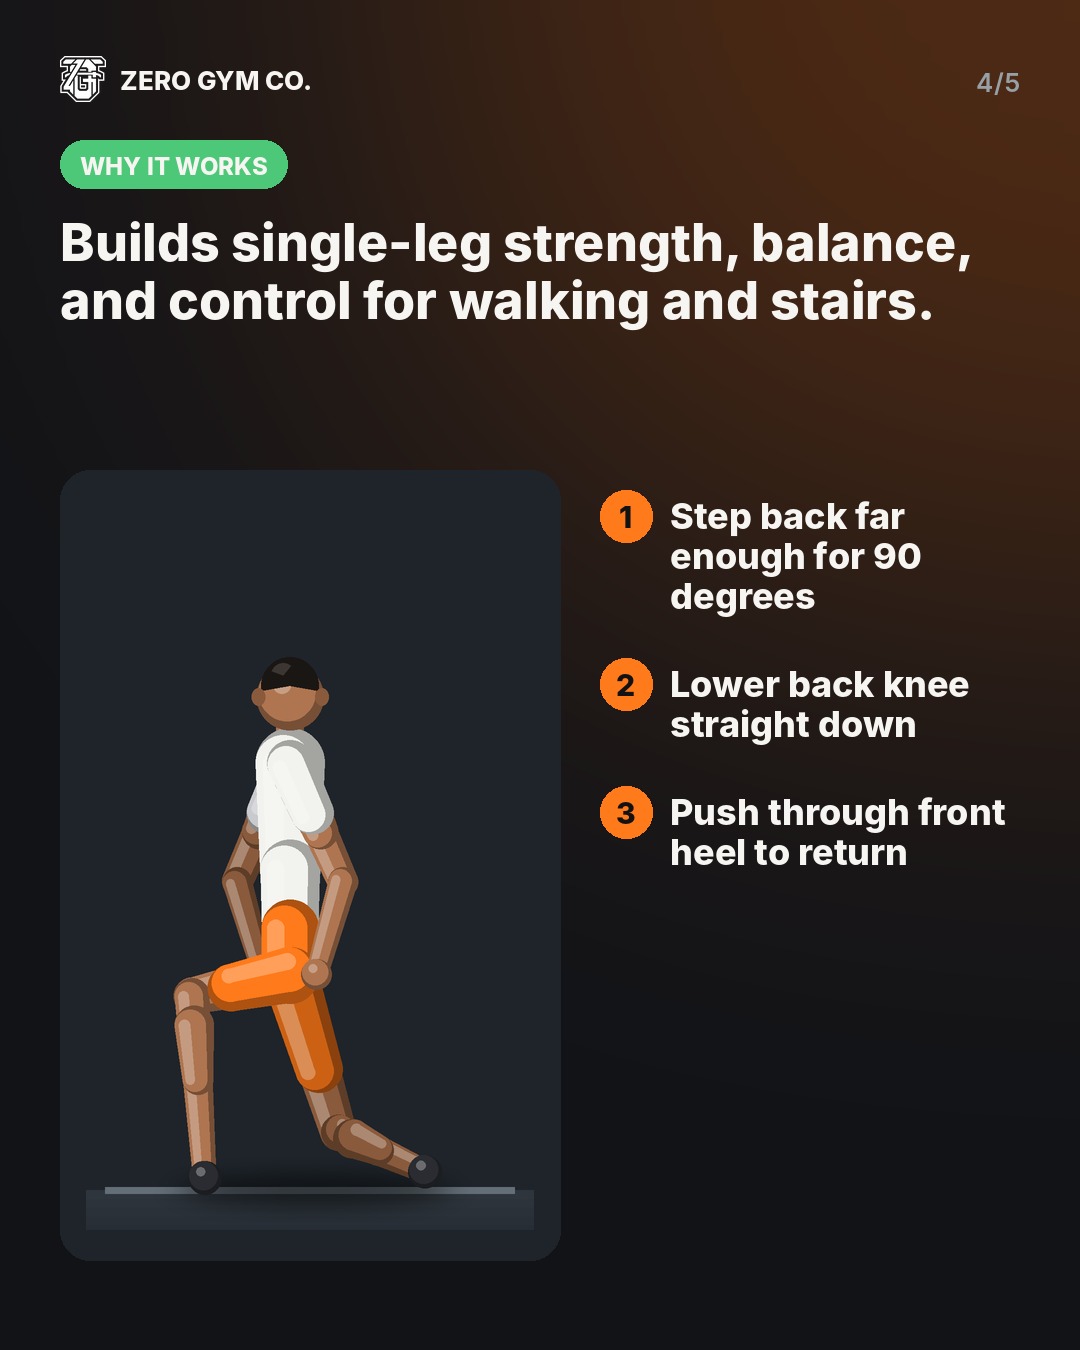 ZERO GYM CO.
4/5
WHY IT WORKS
Builds single-leg strength, balance,
and control for walking and stairs.
1 Step back far
enough for 90
degrees
2 Lower back knee
straight down
3 Push through front
heel to return